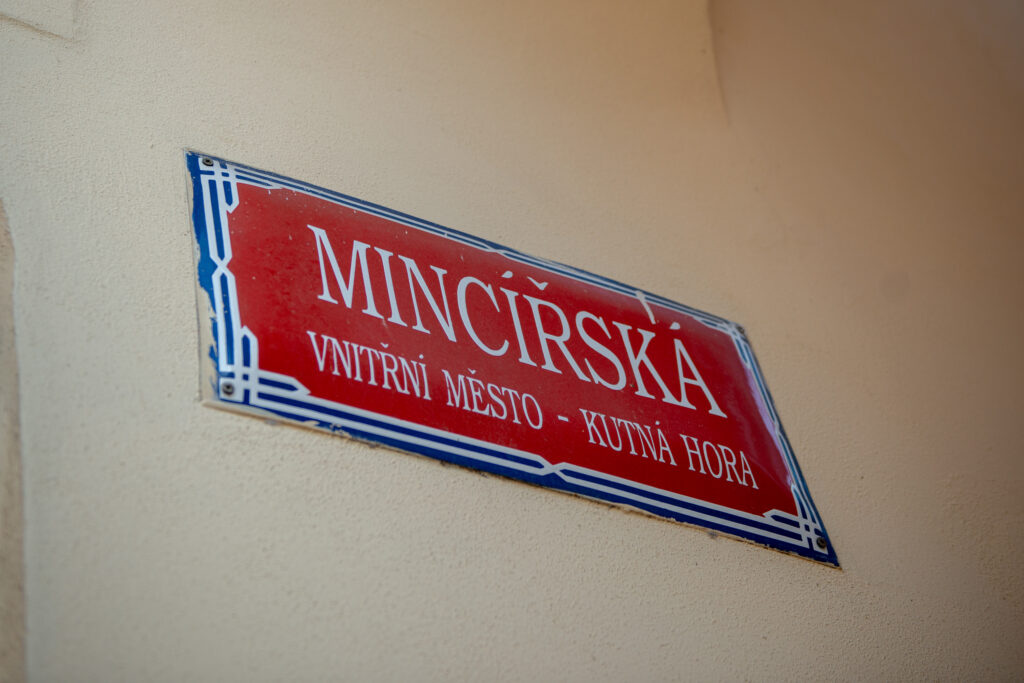 MINCÍŘSKÁ
VNITŘNÍ MĚSTO - KUTNÁ HORA